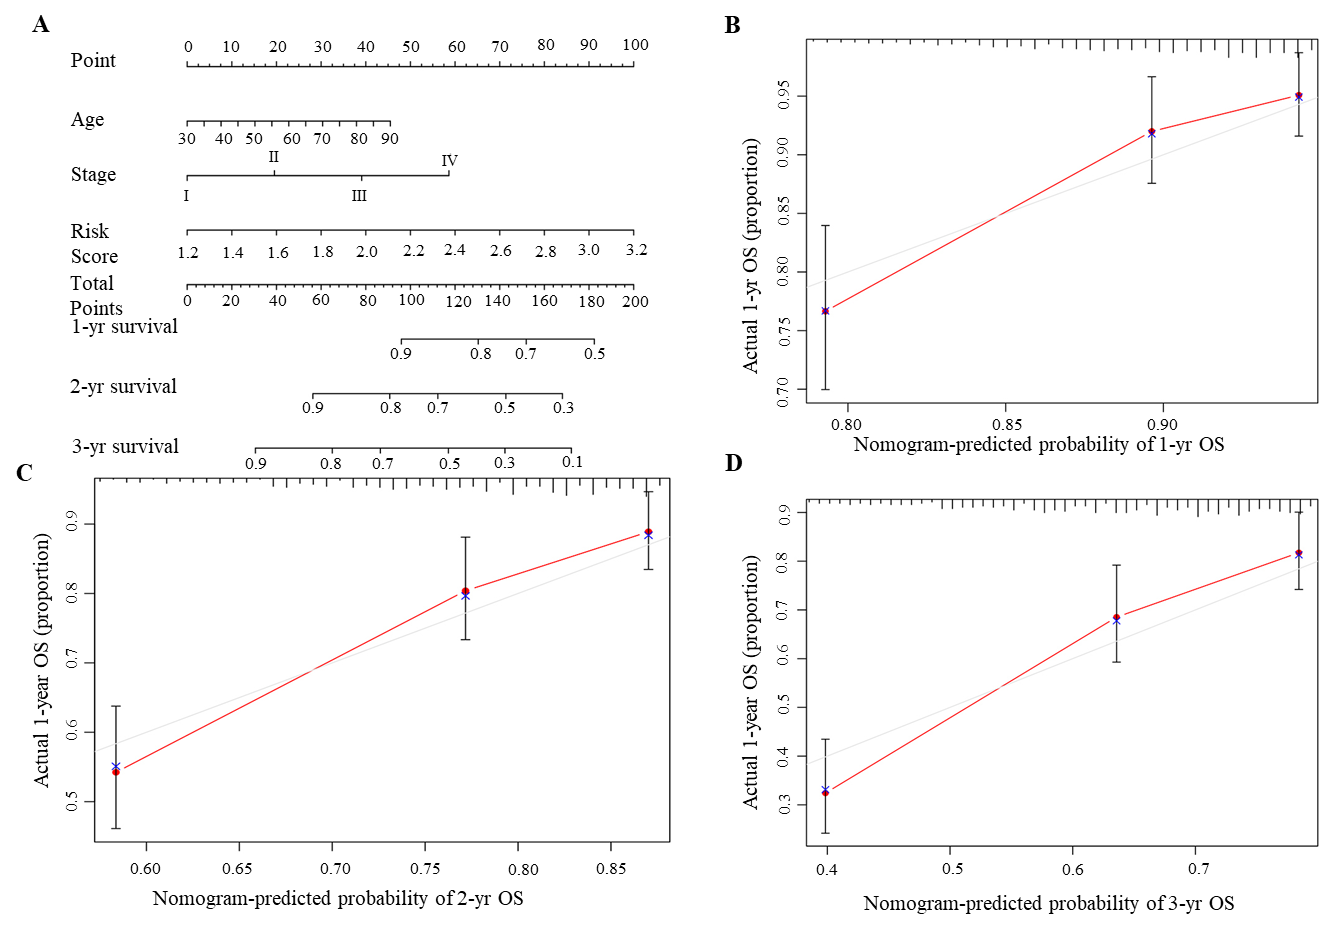 A
Point
0 10 20 30 40 50 60 70 80 90 100
Age
30 40 50 60 70 80 90
Stage
I II III IV
Risk
Score
1.2 1.4 1.6 1.8 2.0 2.2 2.4 2.6 2.8 3.0 3.2
Total
Points
0 20 40 60 80 100 120 140 160 180 200
1-yr survival
0.9 0.8 0.7 0.5
2-yr survival
0.9 0.8 0.7 0.5 0.3
3-yr survival
0.9 0.8 0.7 0.5 0.3 0.1
B
Actual 1-yr OS (proportion)
0.70 0.75 0.80 0.85 0.90 0.95
0.80 0.85 0.90
Nomogram-predicted probability of 1-yr OS
C
Actual 1-year OS (proportion)
0.5 0.6 0.7 0.8 0.9
0.60 0.65 0.70 0.75 0.80 0.85
Nomogram-predicted probability of 2-yr OS
D
Actual 1-year OS (proportion)
0.3 0.4 0.5 0.6 0.7 0.8 0.9
0.4 0.5 0.6 0.7
Nomogram-predicted probability of 3-yr OS